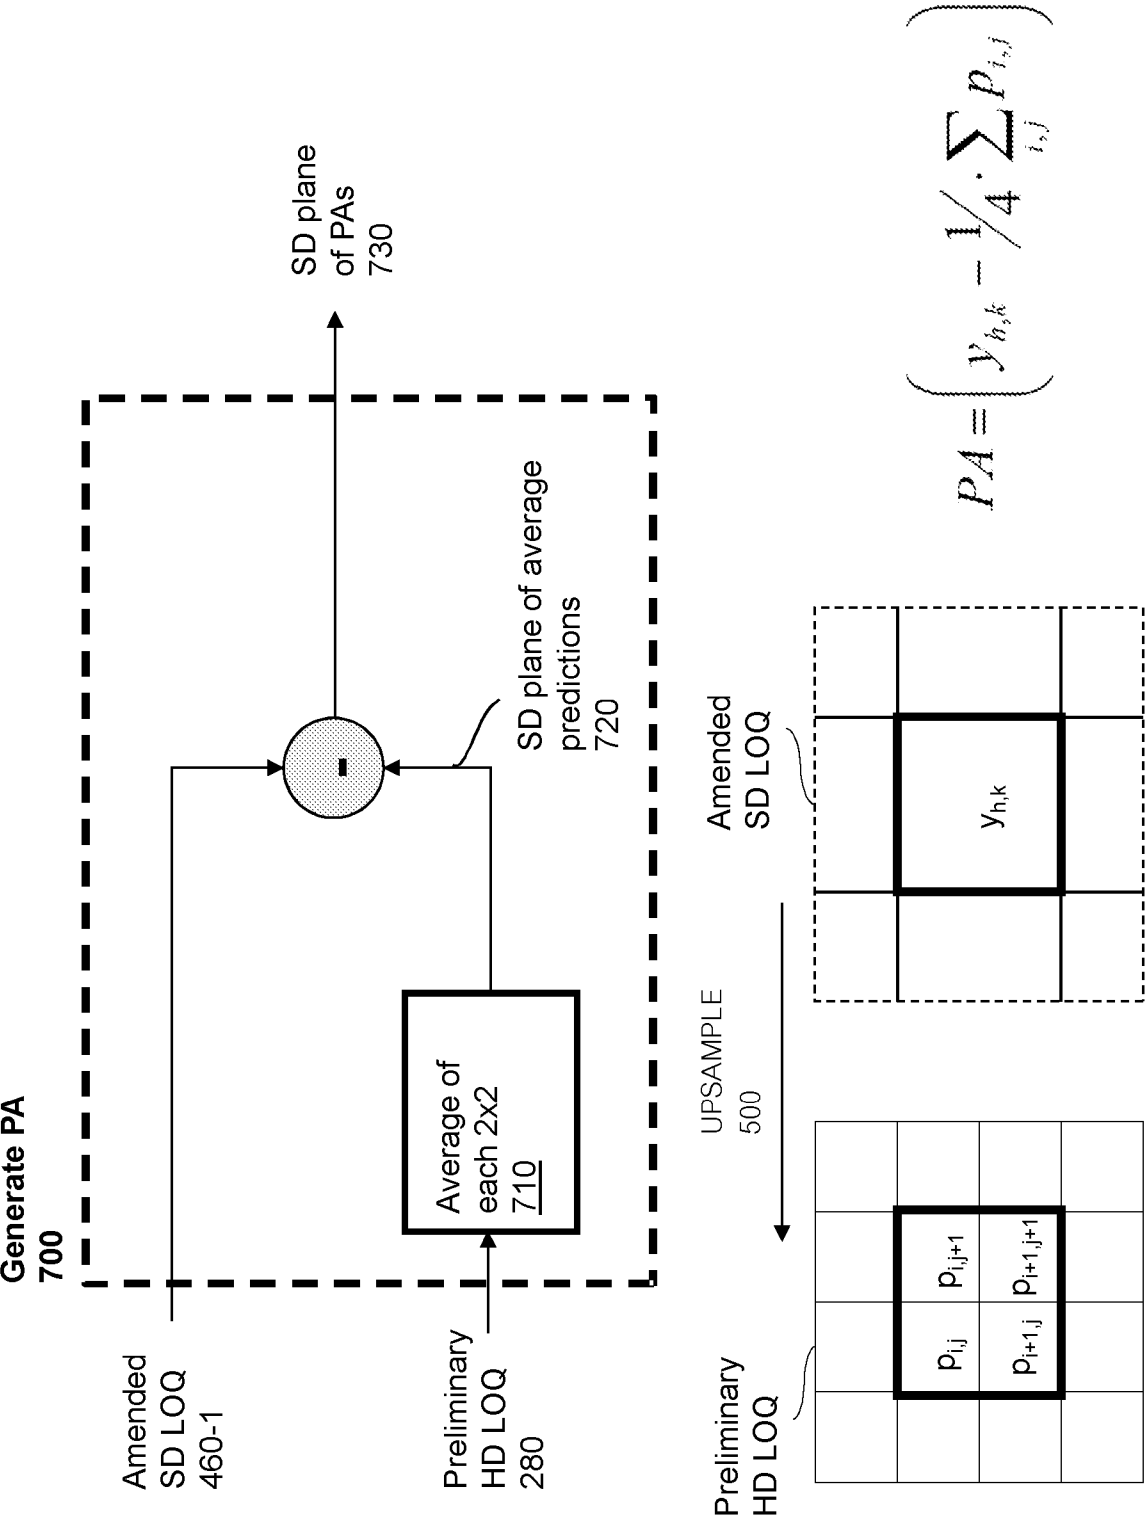 Generate PA
700
Amended
SD LOQ
460-1
Preliminary
HD LOQ
280
Average of
each 2x2
710
-
SD plane of average
predictions
720
SD plane
of PAs
730
Preliminary
HD LOQ
UPSAMPLE
500
Amended
SD LOQ
p_{i,j} p_{i,j+1}
p_{i+1,j} p_{i+1,j+1}
y_{h,k}
PA = ( y_{h,k} − 1/4 · ∑_{i,j} p_{i,j} )